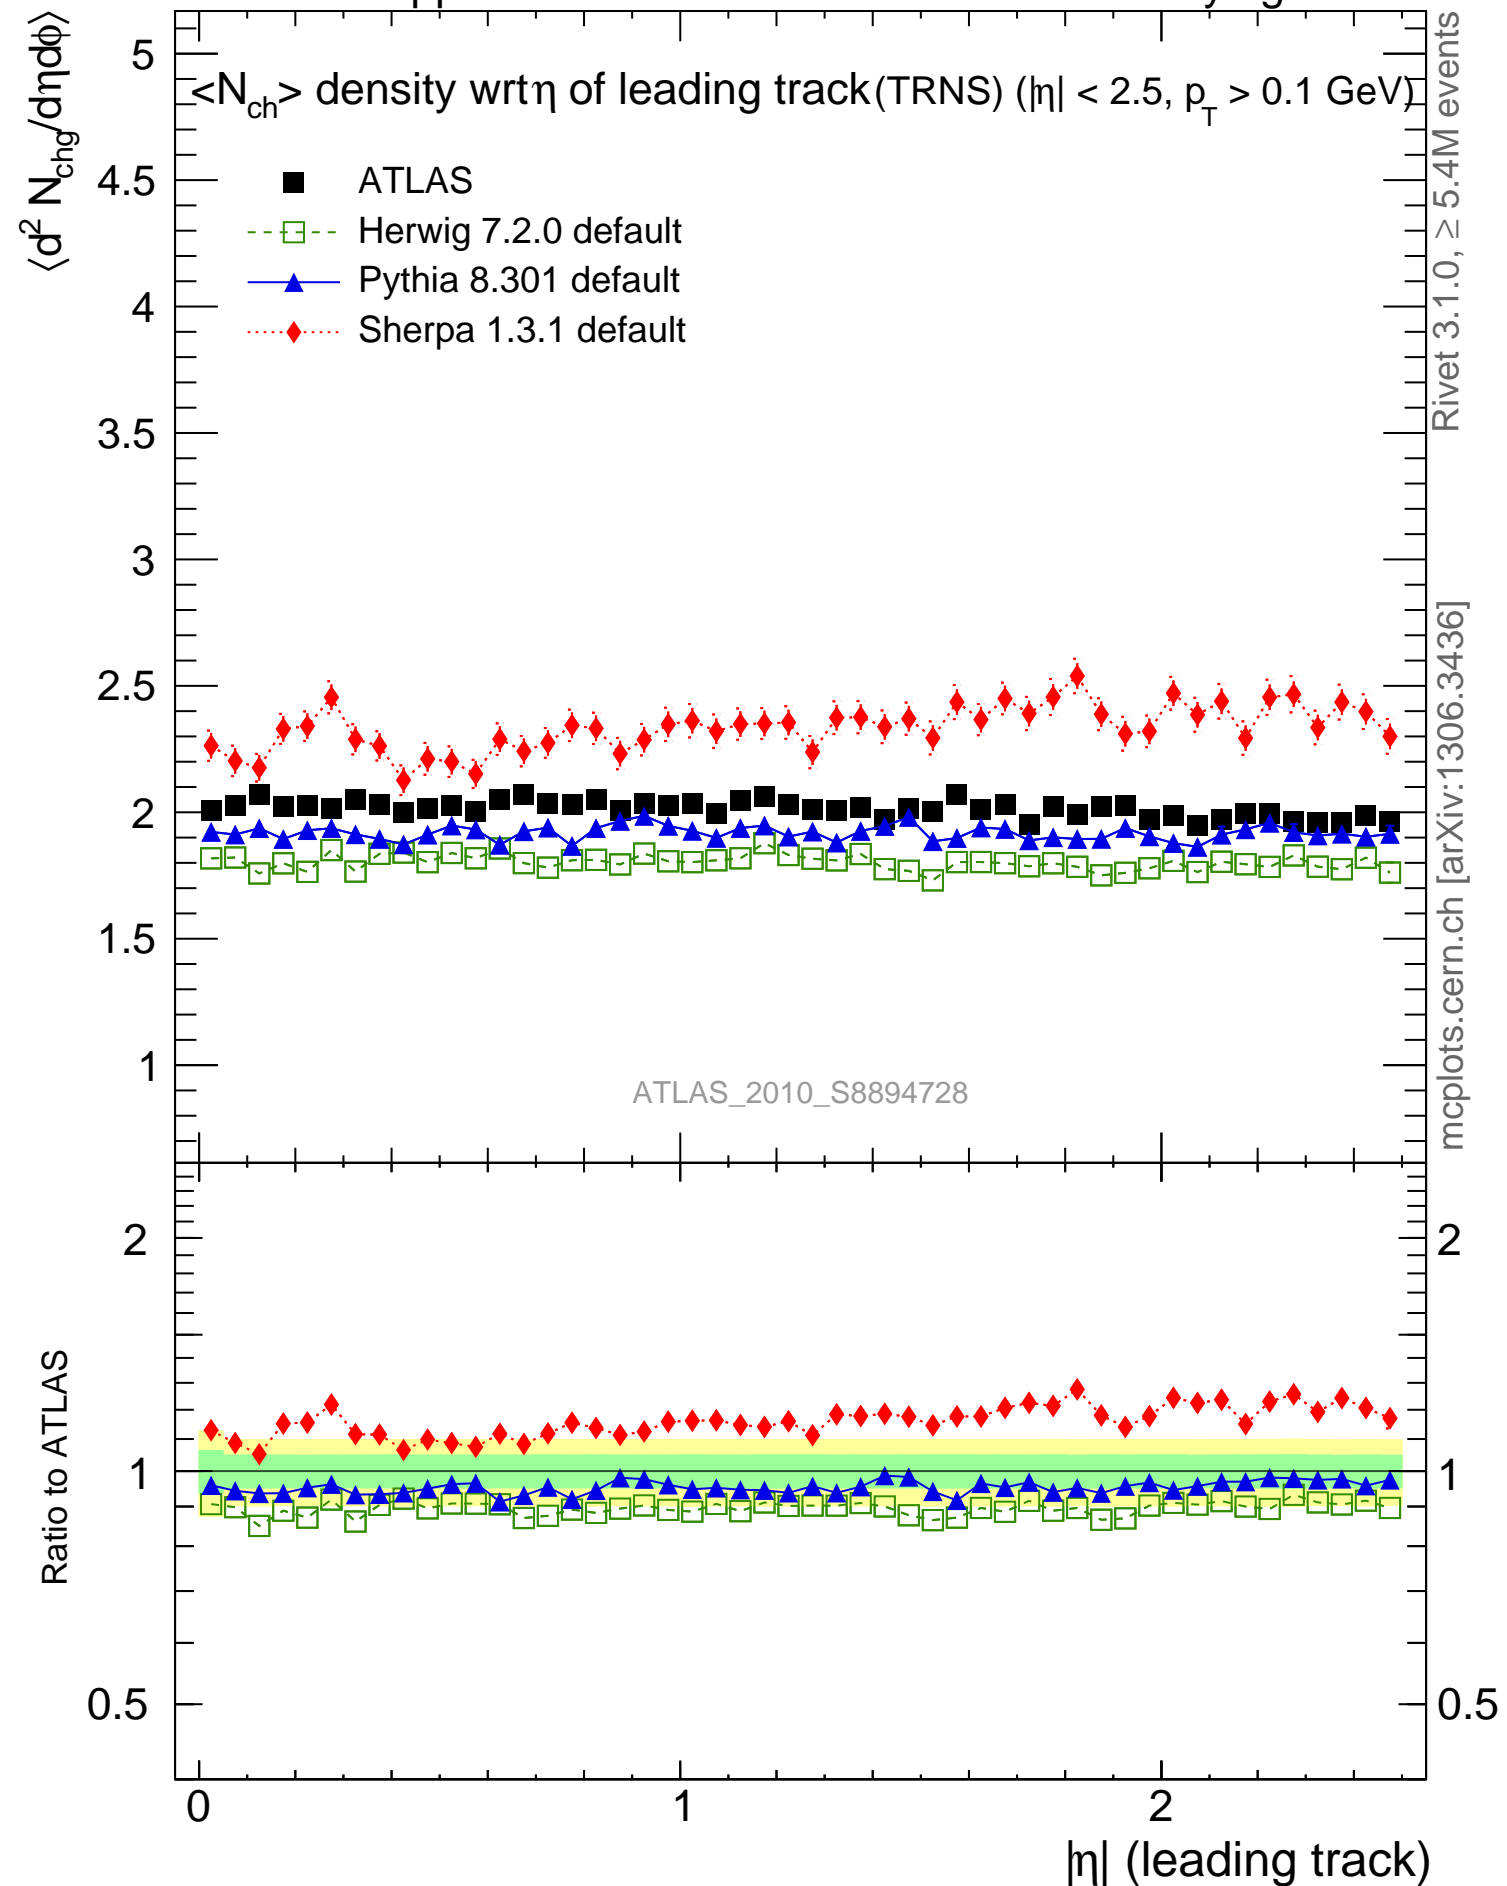 <N_ch> density wrt η of leading track (TRNS) (|η| < 2.5, p_T > 0.1 GeV)
⟨d² N_chg/dηdϕ⟩
ATLAS
Herwig 7.2.0 default
Pythia 8.301 default
Sherpa 1.3.1 default
5
4.5
4
3.5
3
2.5
2
1.5
1
ATLAS_2010_S8894728
Rivet 3.1.0, ≥ 5.4M events
mcplots.cern.ch [arXiv:1306.3436]
Ratio to ATLAS
2
1
0.5
2
1
0.5
0
1
2
|η| (leading track)